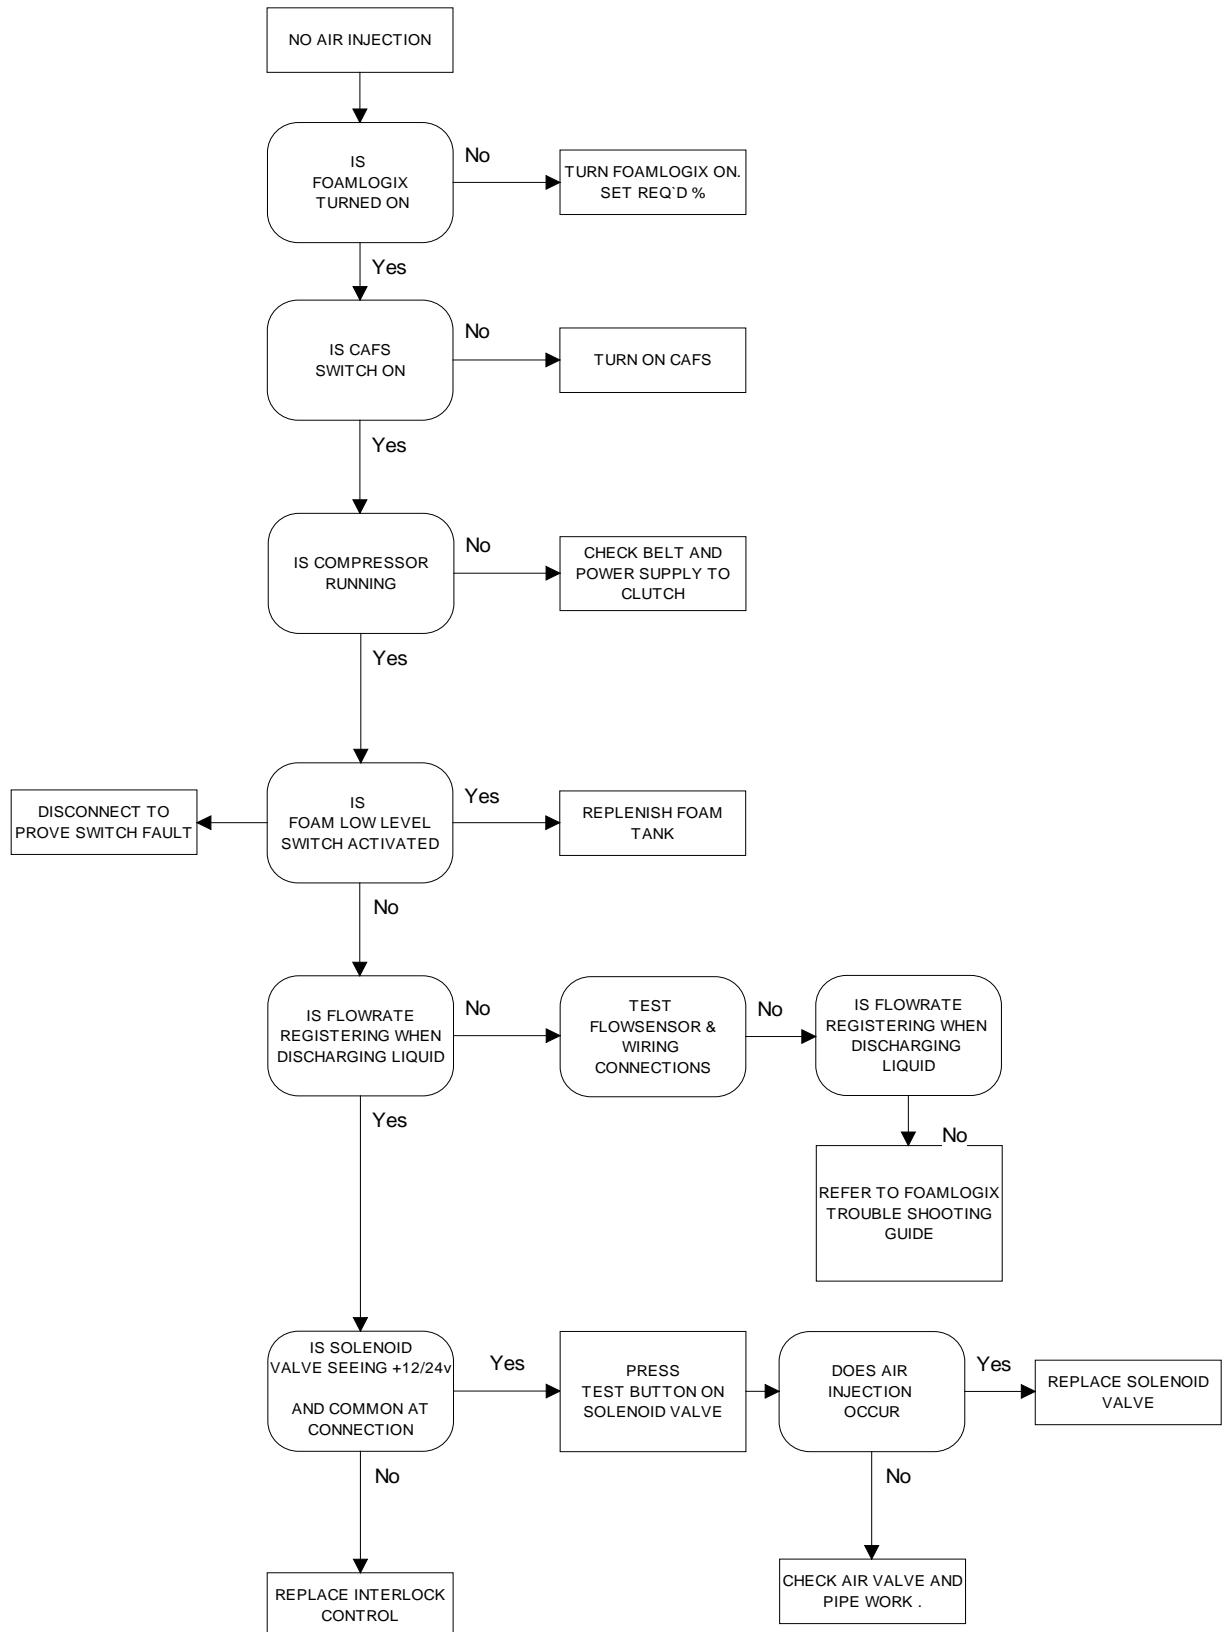 NO AIR INJECTION
IS
FOAMLOGIX
TURNED ON
No
TURN FOAMLOGIX ON.
SET REQ`D %
Yes
IS CAFS
SWITCH ON
No
TURN ON CAFS
Yes
IS COMPRESSOR
RUNNING
No
CHECK BELT AND
POWER SUPPLY TO
CLUTCH
Yes
DISCONNECT TO
PROVE SWITCH FAULT
IS
FOAM LOW LEVEL
SWITCH ACTIVATED
Yes
REPLENISH FOAM
TANK
No
IS FLOWRATE
REGISTERING WHEN
DISCHARGING LIQUID
No
TEST
FLOWSENSOR &
WIRING
CONNECTIONS
No
IS FLOWRATE
REGISTERING WHEN
DISCHARGING
LIQUID
Yes
No
REFER TO FOAMLOGIX
TROUBLE SHOOTING
GUIDE
IS SOLENOID
VALVE SEEING +12/24v
AND COMMON AT
CONNECTION
Yes
PRESS
TEST BUTTON ON
SOLENOID VALVE
DOES AIR
INJECTION
OCCUR
Yes
REPLACE SOLENOID
VALVE
No
No
REPLACE INTERLOCK
CONTROL
CHECK AIR VALVE AND
PIPE WORK .